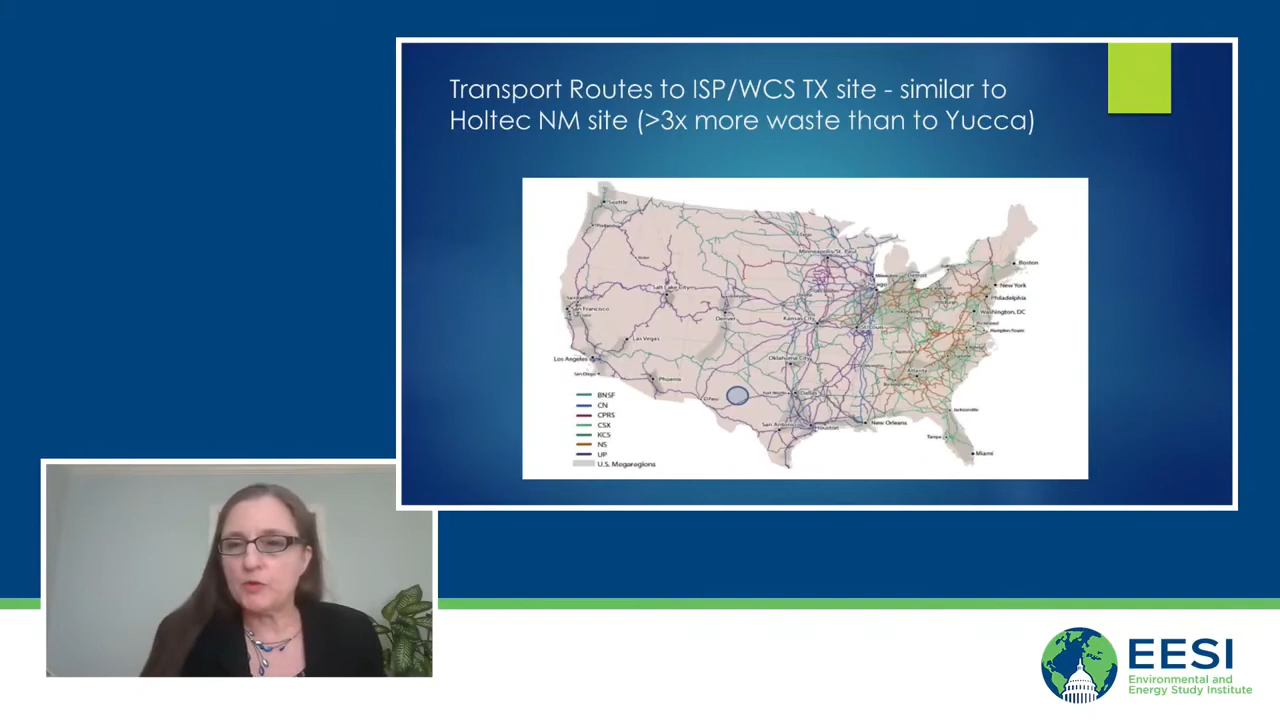 Transport Routes to ISP/WCS TX site - similar to
Holtec NM site (>3x more waste than to Yucca)
Seattle
Portland
Minneapolis/St. Paul
Boston
Detroit
New York
Salt Lake City
Philadelphia
San Francisco
Denver
Kansas City
St. Louis
Washington, DC
Las Vegas
Los Angeles
Oklahoma City
San Diego
Phoenix
Atlanta
El Paso
Fort Worth
Dallas
BNSF
CN
CPRS
CSX
KCS
NS
UP
U.S. Megaregions
San Antonio
Houston
New Orleans
Jacksonville
Tampa
Miami
EESI
Environmental and
Energy Study Institute